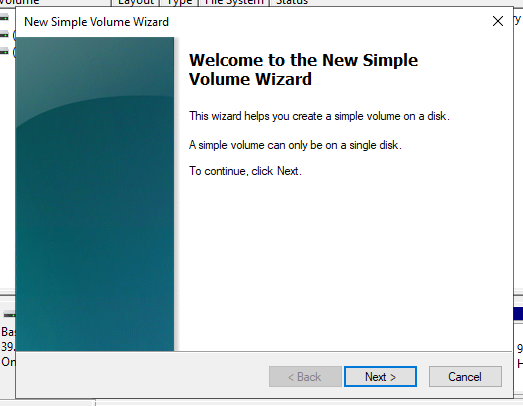 Volume Layout Type File System Status
New Simple Volume Wizard
Welcome to the New Simple
Volume Wizard
This wizard helps you create a simple volume on a disk.
A simple volume can only be on a single disk.
To continue, click Next.
Bas
39,
On
9
H
< Back Next > Cancel